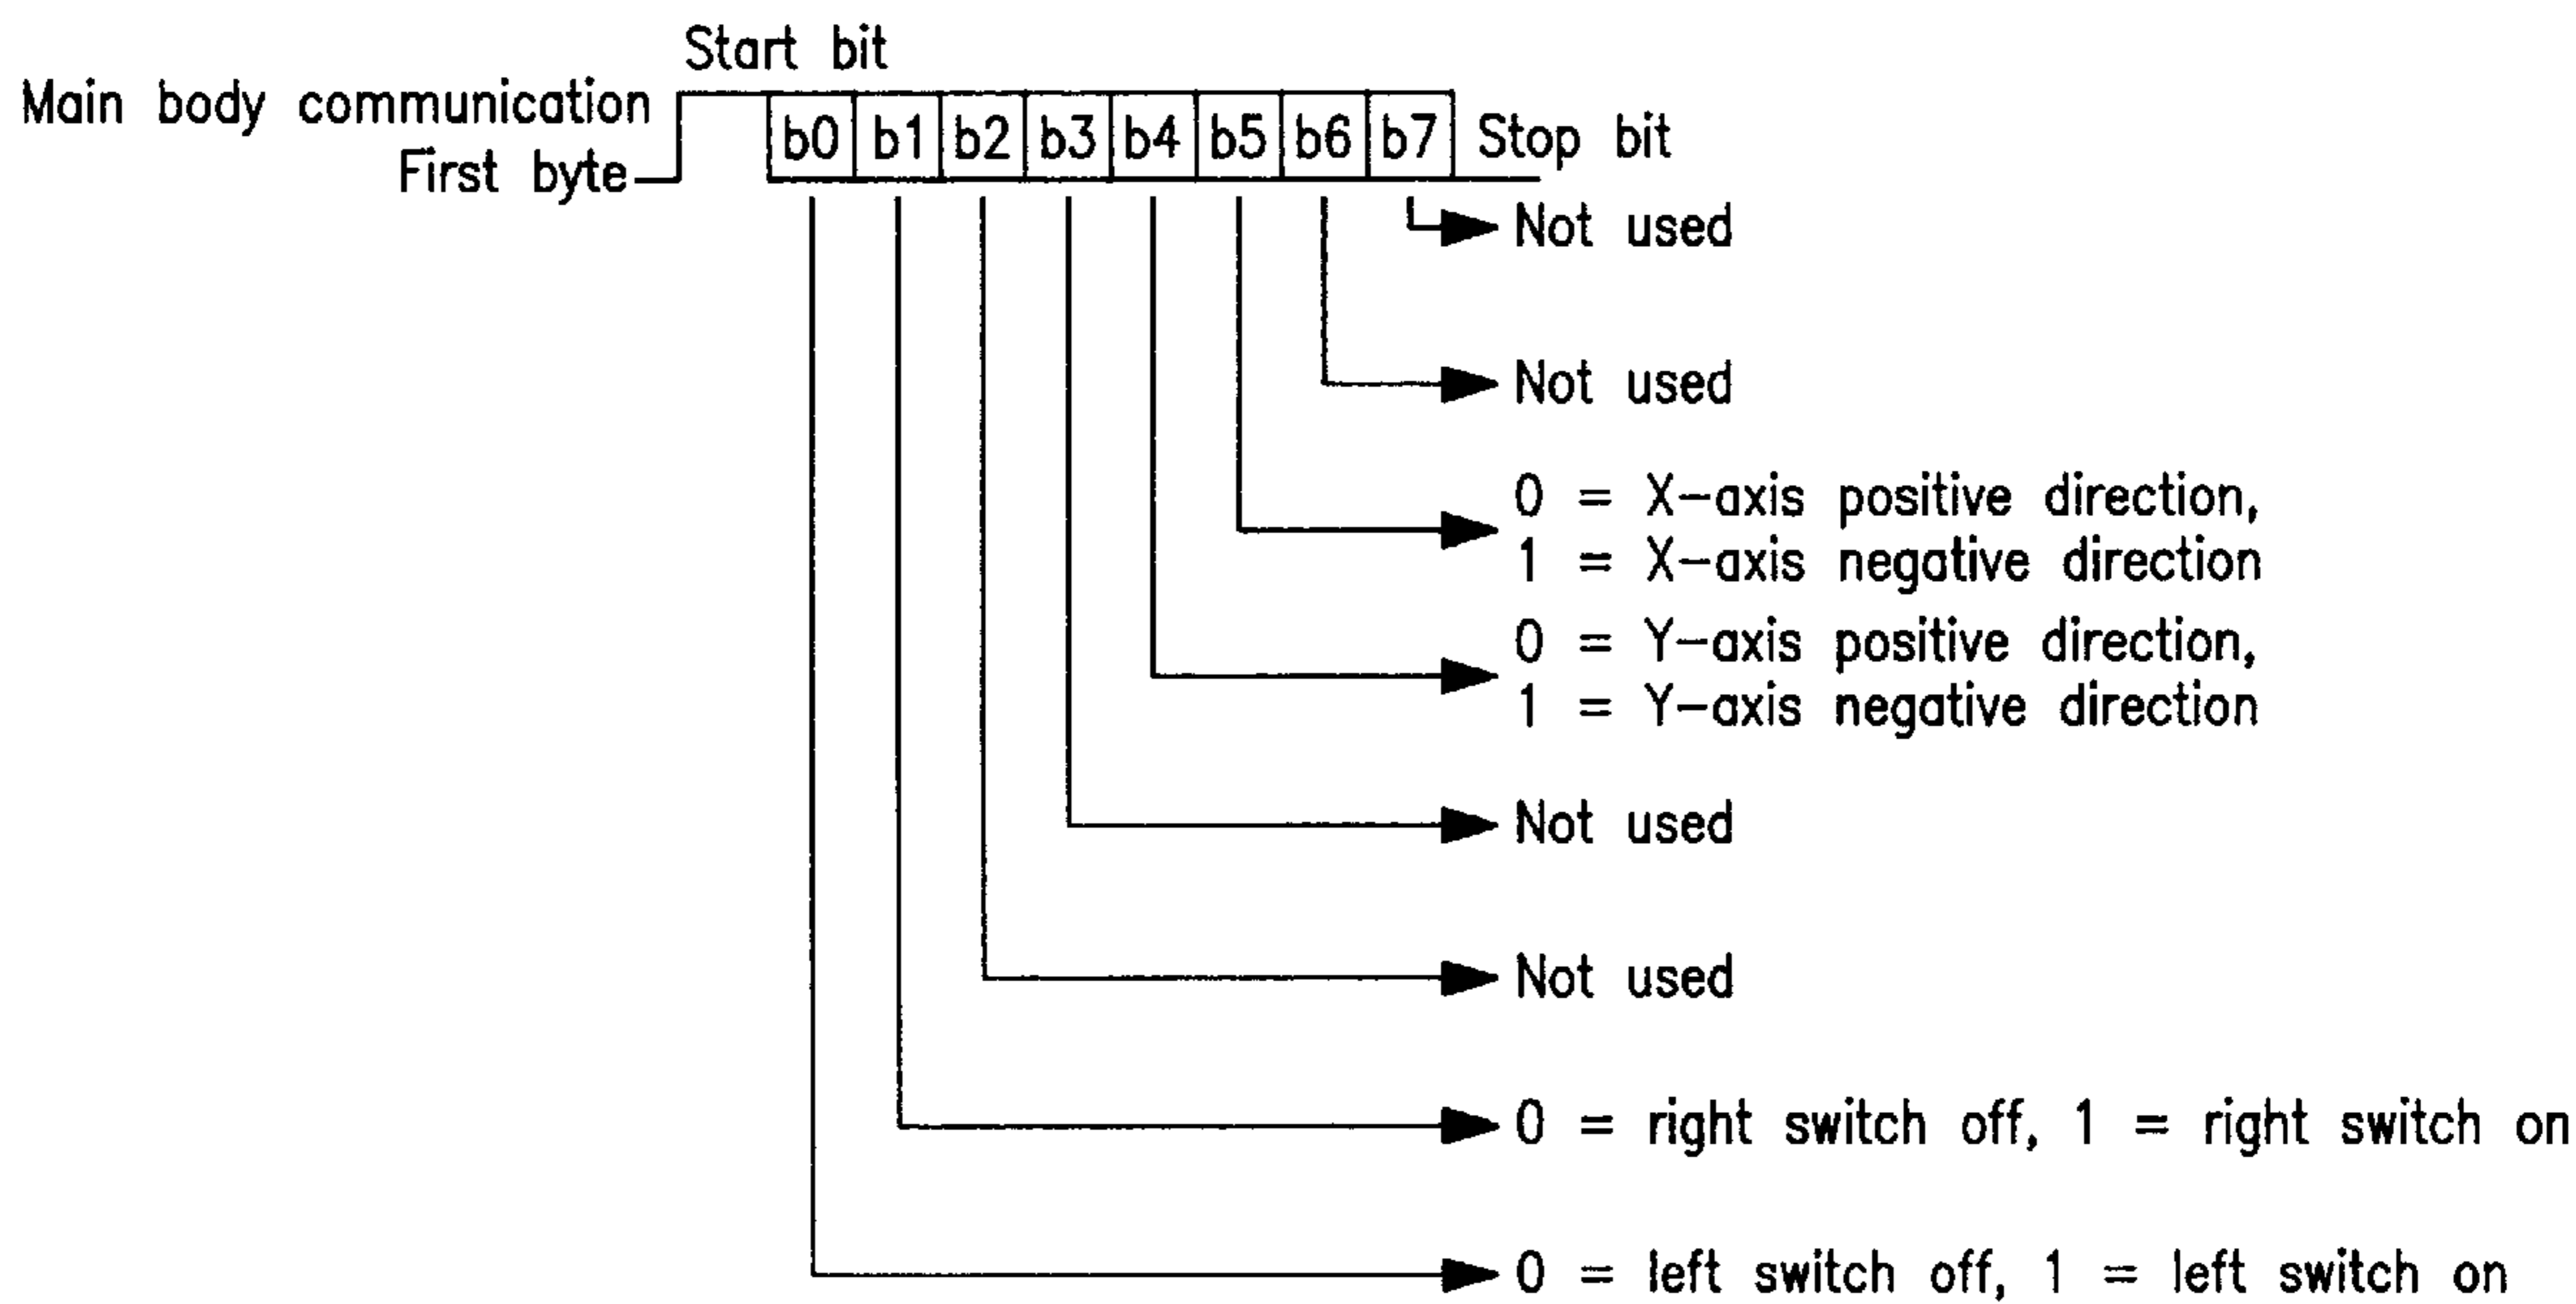 Start bit
Main body communication
First byte
b0 b1 b2 b3 b4 b5 b6 b7 Stop bit
Not used
Not used
0 = X-axis positive direction,
1 = X-axis negative direction
0 = Y-axis positive direction,
1 = Y-axis negative direction
Not used
Not used
0 = right switch off, 1 = right switch on
0 = left switch off, 1 = left switch on